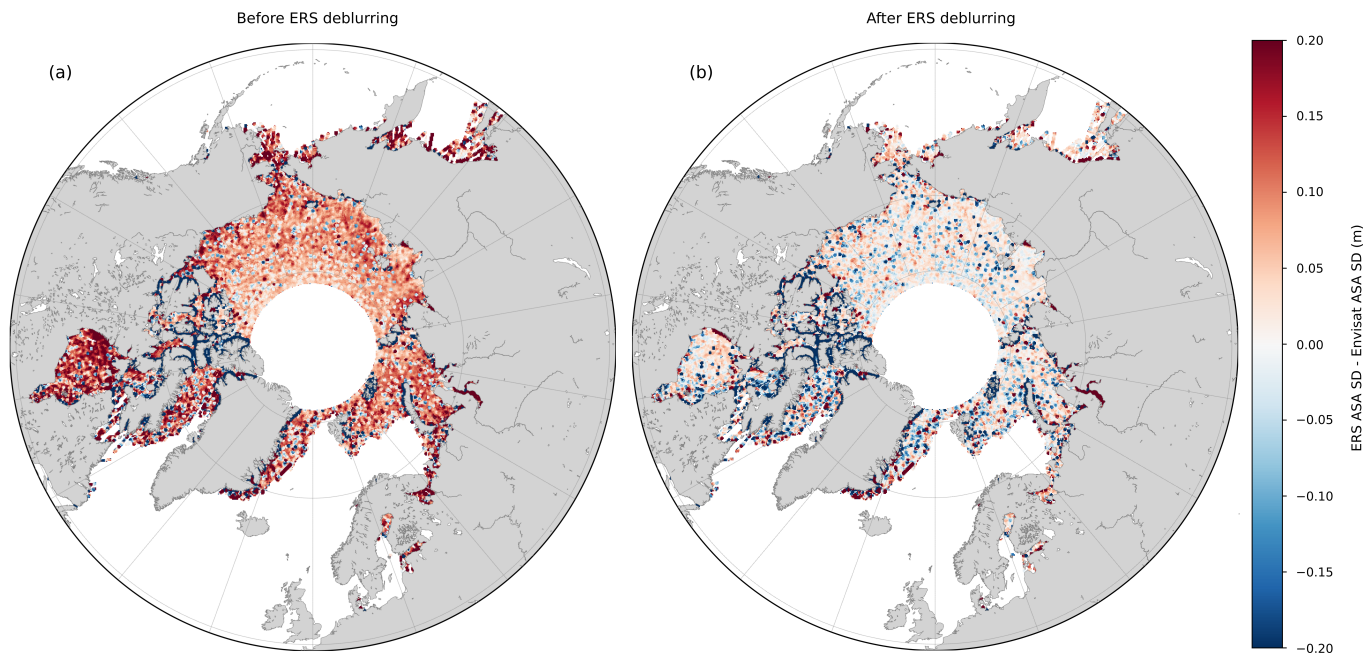 Before ERS deblurring
After ERS deblurring
(a)
(b)
0.20
0.15
0.10
0.05
0.00
−0.05
−0.10
−0.15
−0.20
ERS ASA SD - Envisat ASA SD (m)